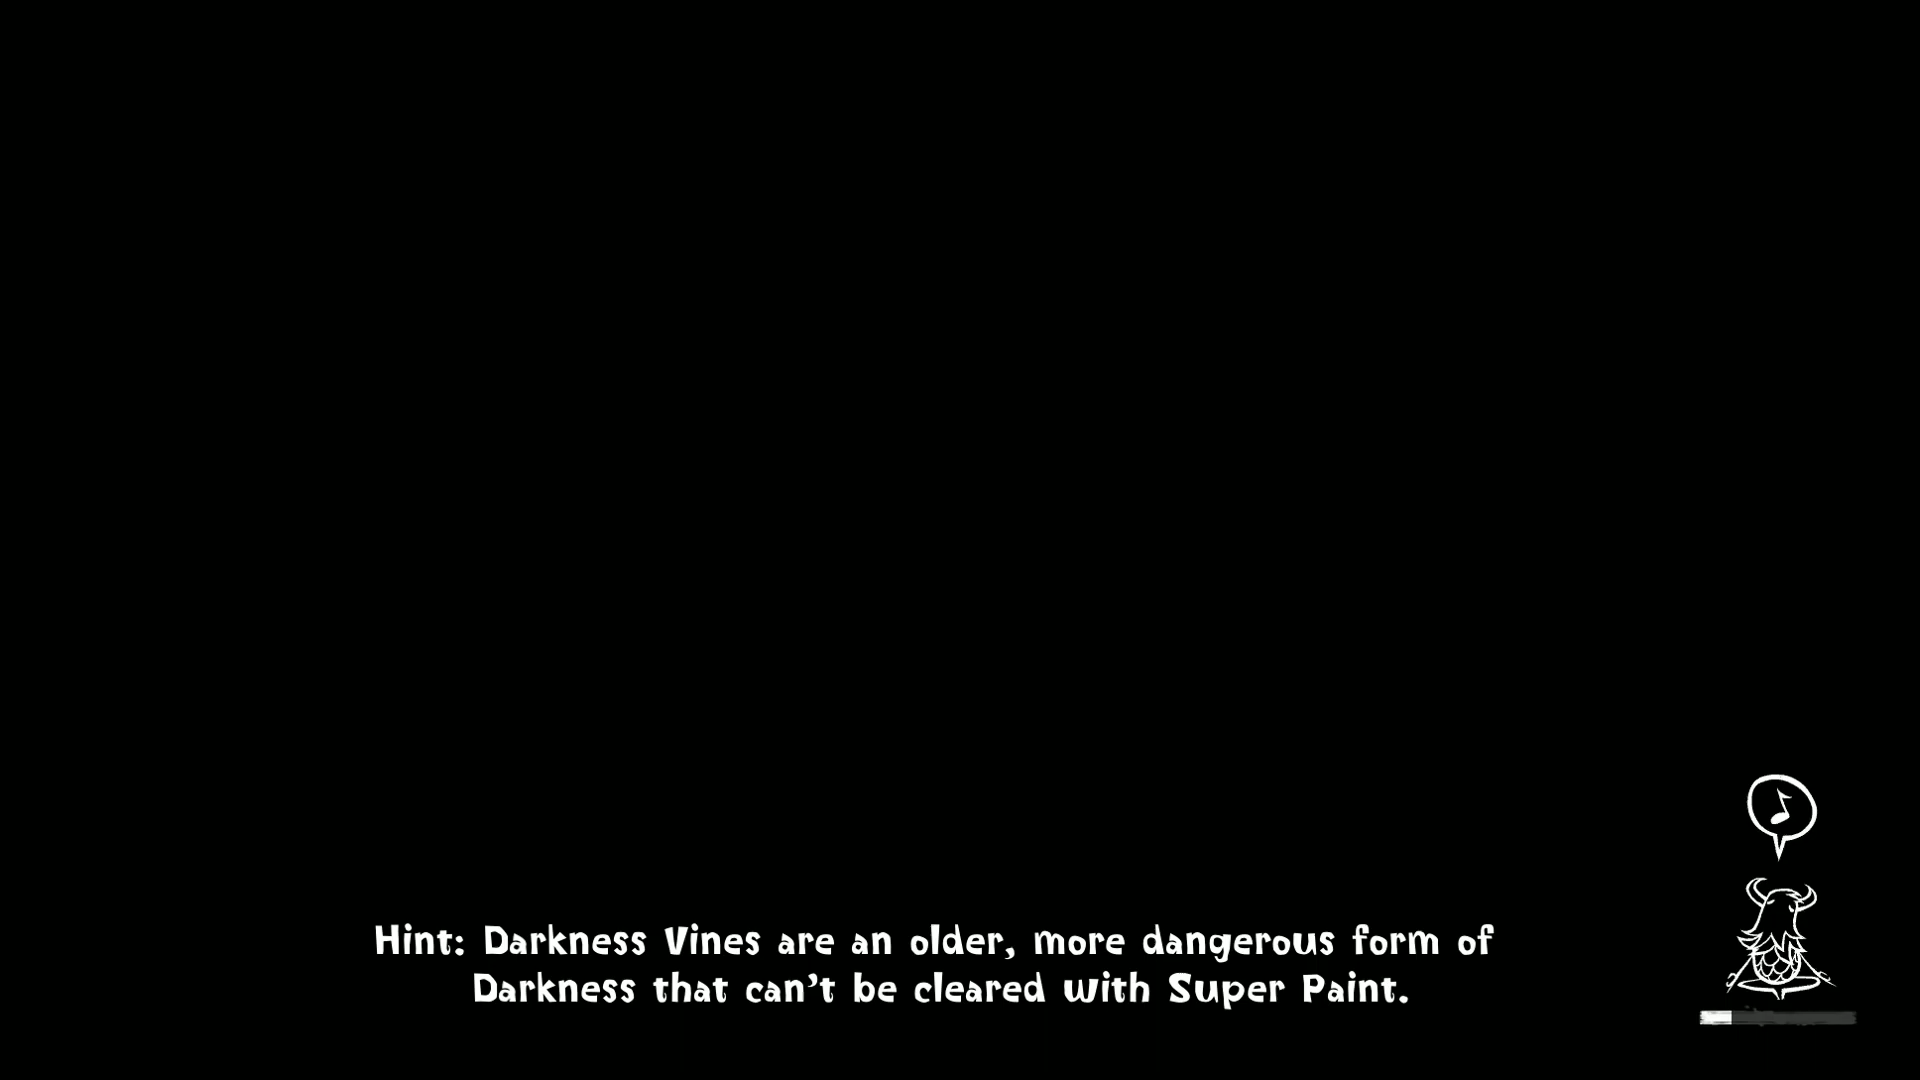 Hint: Darkness Vines are an older, more dangerous form of
Darkness that can't be cleared with Super Paint.